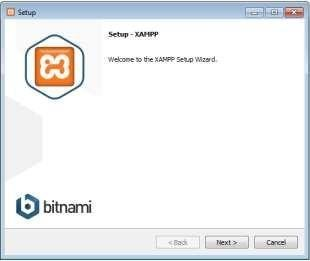 Setup
Setup - XAMPP
Welcome to the XAMPP Setup Wizard.
bitnami
< Back
Next >
Cancel